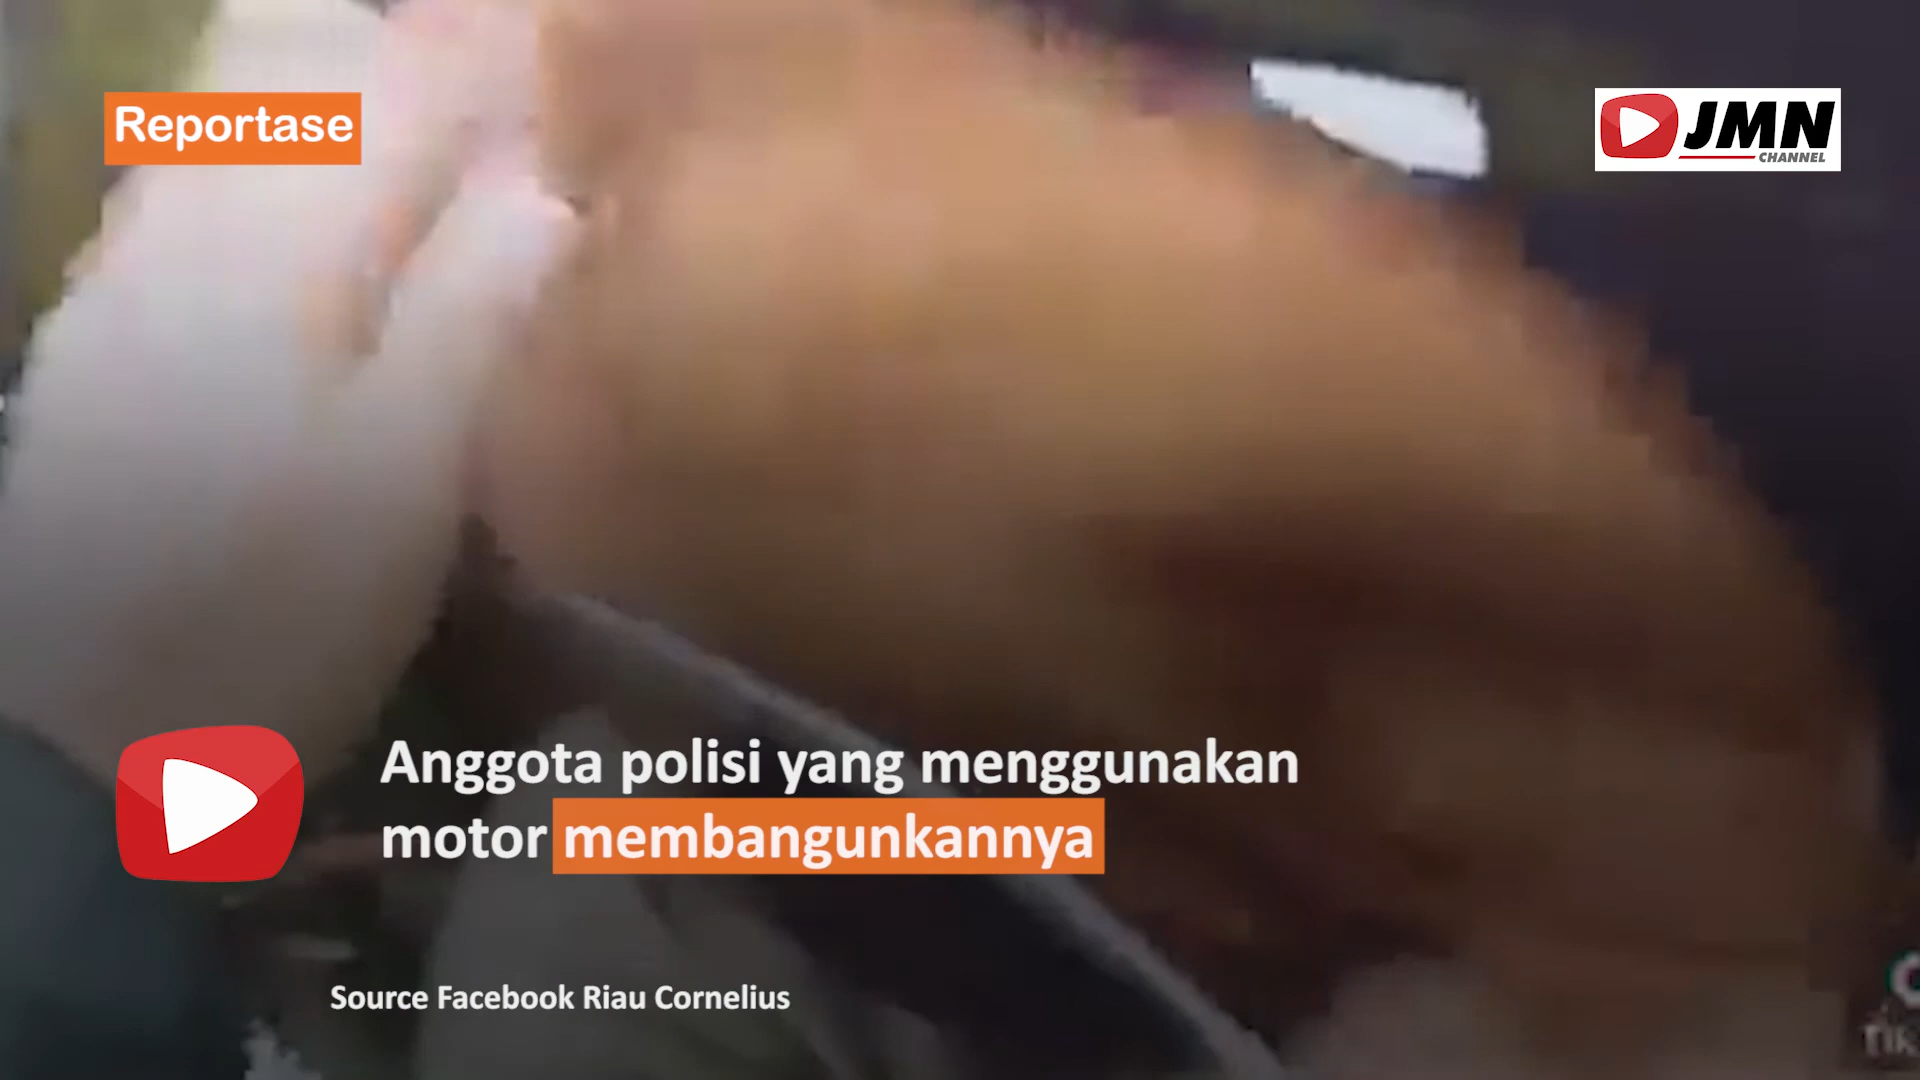 Reportase
JMN
CHANNEL
Anggota polisi yang menggunakan
motor membangunkannya
Source Facebook Riau Cornelius